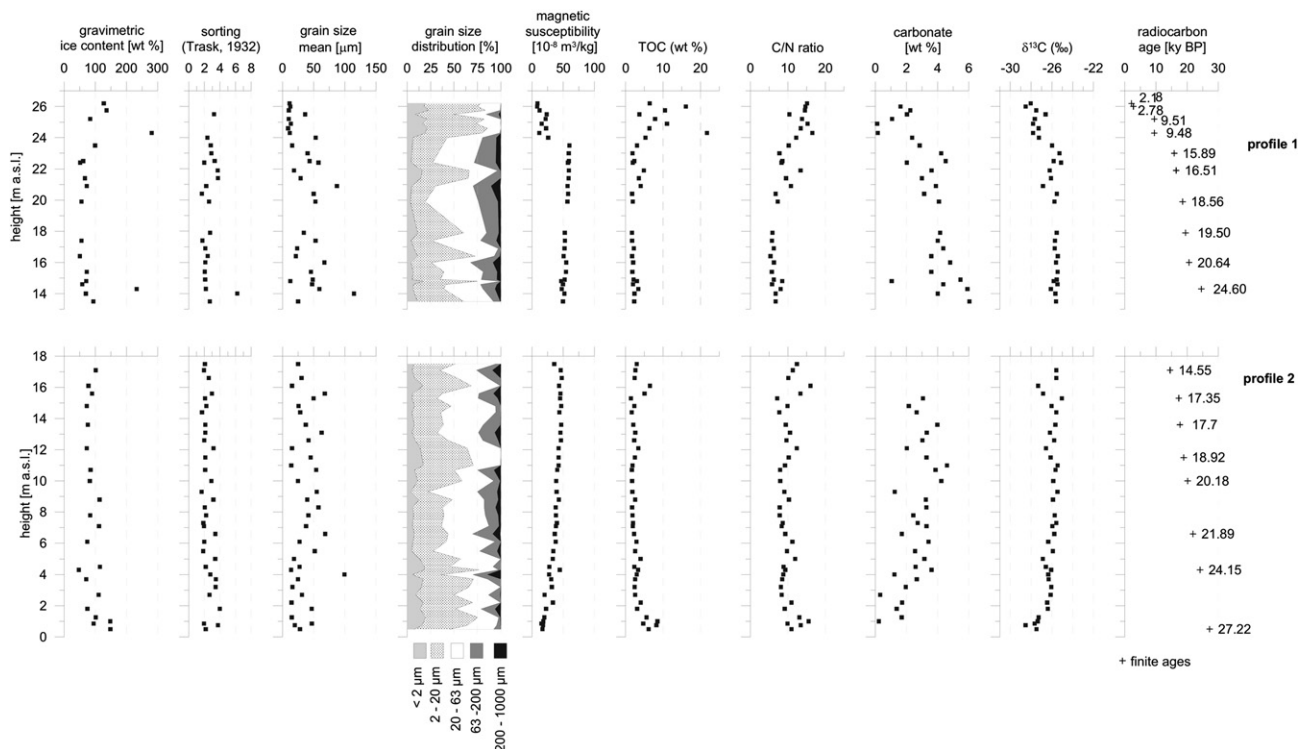 gravimetric
ice content [wt %]
sorting
(Trask, 1932)
grain size
mean [µm]
grain size
distribution [%]
magnetic
susceptibility
[10⁻⁸ m³/kg]
TOC (wt %)
C/N ratio
carbonate
[wt %]
δ¹³C (‰)
radiocarbon
age [ky BP]
0 100 200 300
0 2 4 6 8
0 50 100 150
0 25 50 75 100
0 50 100
0 10 20
0 10 20
0 2 4 6
-30 -26 -22
0 10 20 30
height [m a.s.l.]
26
24
22
20
18
16
14
+ 2.18
+ 2.78
+ 9.51
+ 9.48
+ 15.89
+ 16.51
+ 18.56
+ 19.50
+ 20.64
+ 24.60
profile 1
height [m a.s.l.]
18
16
14
12
10
8
6
4
2
0
+ 14.55
+ 17.35
+ 17.7
+ 18.92
+ 20.18
+ 21.89
+ 24.15
+ 27.22
profile 2
+ finite ages
< 2 µm
2 - 20 µm
20 - 63 µm
63 -200 µm
200 - 1000 µm